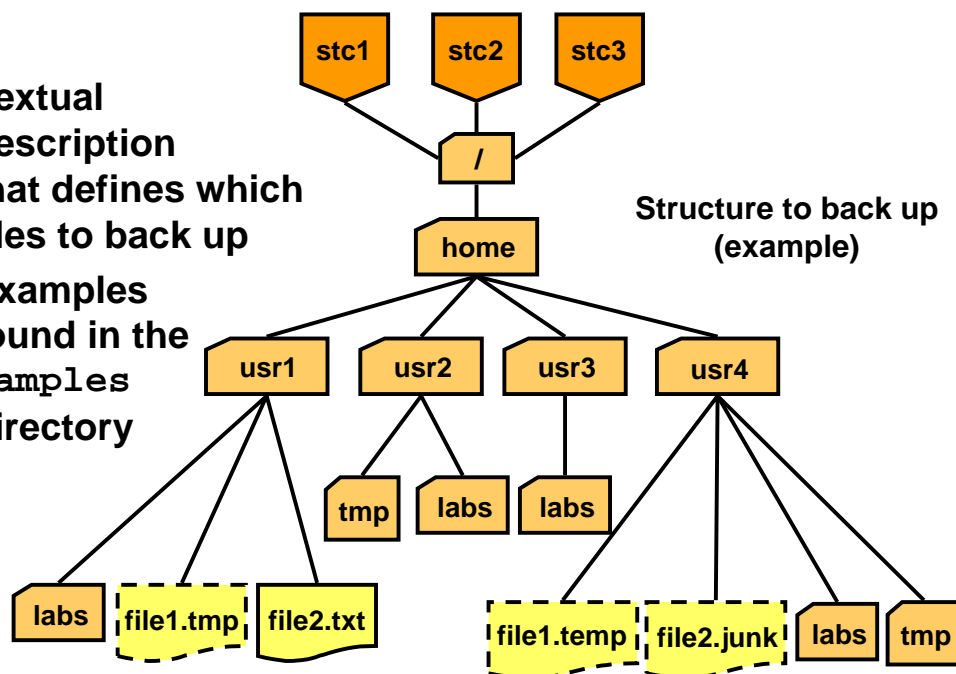 stc1 stc2 stc3
extual
escription
hat defines which
les to back up
xamples
ound in the
amples
irectory
/
home
Structure to back up
(example)
usr1 usr2 usr3 usr4
tmp labs labs
labs file1.tmp file2.txt
file1.temp file2.junk labs tmp